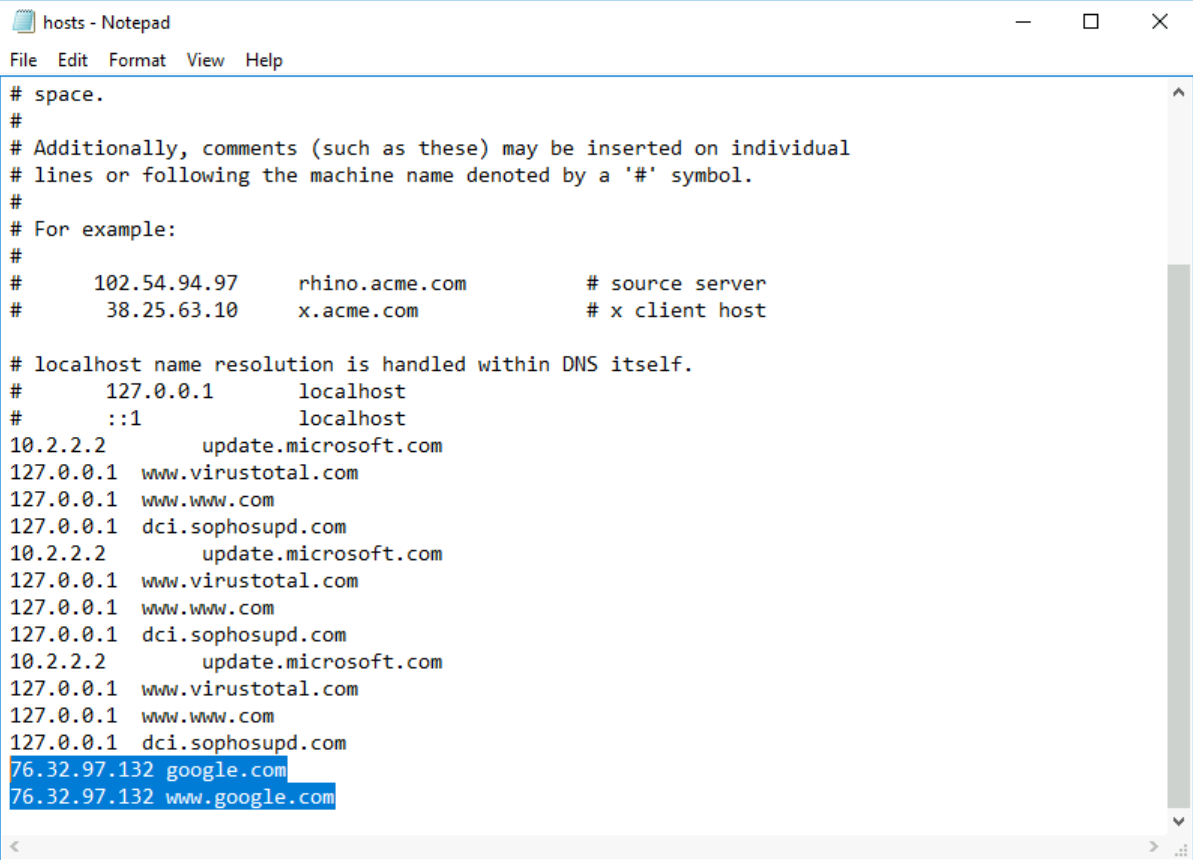 hosts - Notepad
File Edit Format View Help
# space.
#
# Additionally, comments (such as these) may be inserted on individual
# lines or following the machine name denoted by a '#' symbol.
#
# For example:
#
#      102.54.94.97     rhino.acme.com          # source server
#       38.25.63.10     x.acme.com              # x client host

# localhost name resolution is handled within DNS itself.
#       127.0.0.1       localhost
#       ::1             localhost
10.2.2.2        update.microsoft.com
127.0.0.1  www.virustotal.com
127.0.0.1  www.www.com
127.0.0.1  dci.sophosupd.com
10.2.2.2        update.microsoft.com
127.0.0.1  www.virustotal.com
127.0.0.1  www.www.com
127.0.0.1  dci.sophosupd.com
10.2.2.2        update.microsoft.com
127.0.0.1  www.virustotal.com
127.0.0.1  www.www.com
127.0.0.1  dci.sophosupd.com
76.32.97.132 google.com
76.32.97.132 www.google.com